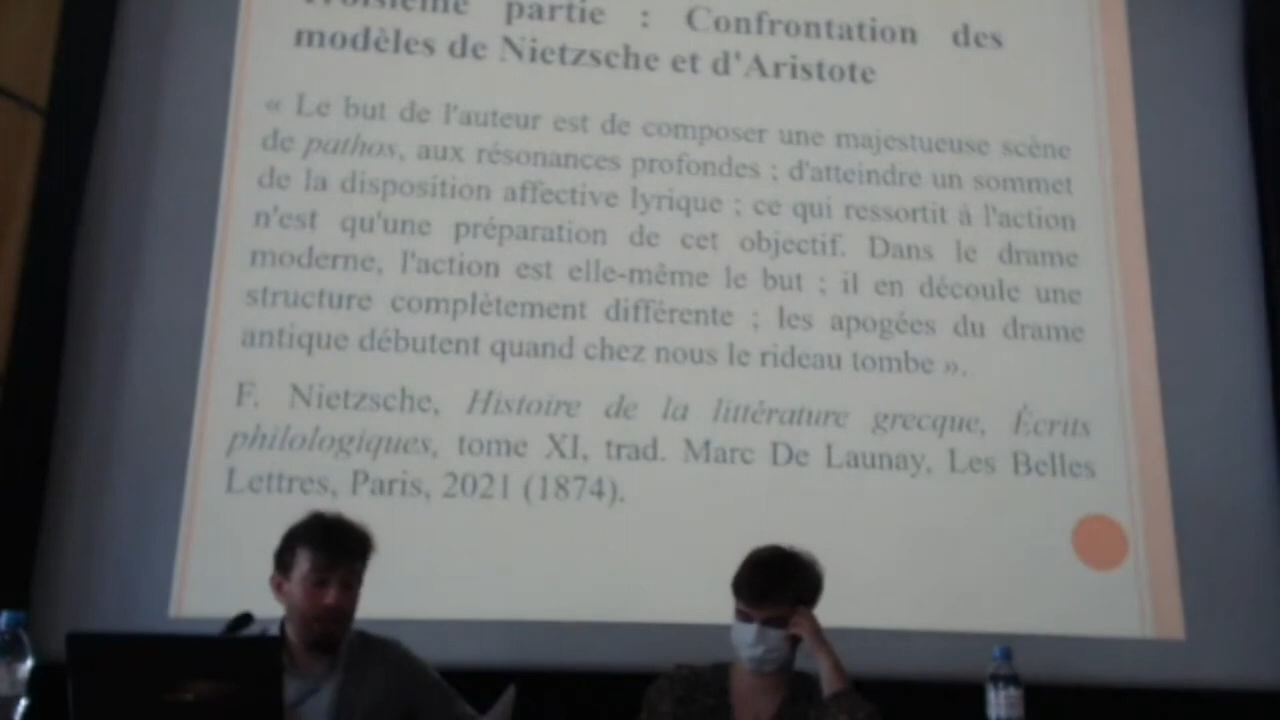 Troisième partie : Confrontation des
modèles de Nietzsche et d'Aristote
« Le but de l'auteur est de composer une majestueuse scène
de pathos, aux résonances profondes ; d'atteindre un sommet
de la disposition affective lyrique ; ce qui ressortit à l'action
n'est qu'une préparation de cet objectif. Dans le drame
moderne, l'action est elle-même le but ; il en découle une
structure complètement différente ; les apogées du drame
antique débutent quand chez nous le rideau tombe ».
F. Nietzsche, Histoire de la littérature grecque, Écrits
philologiques, tome XI, trad. Marc De Launay, Les Belles
Lettres, Paris, 2021 (1874).